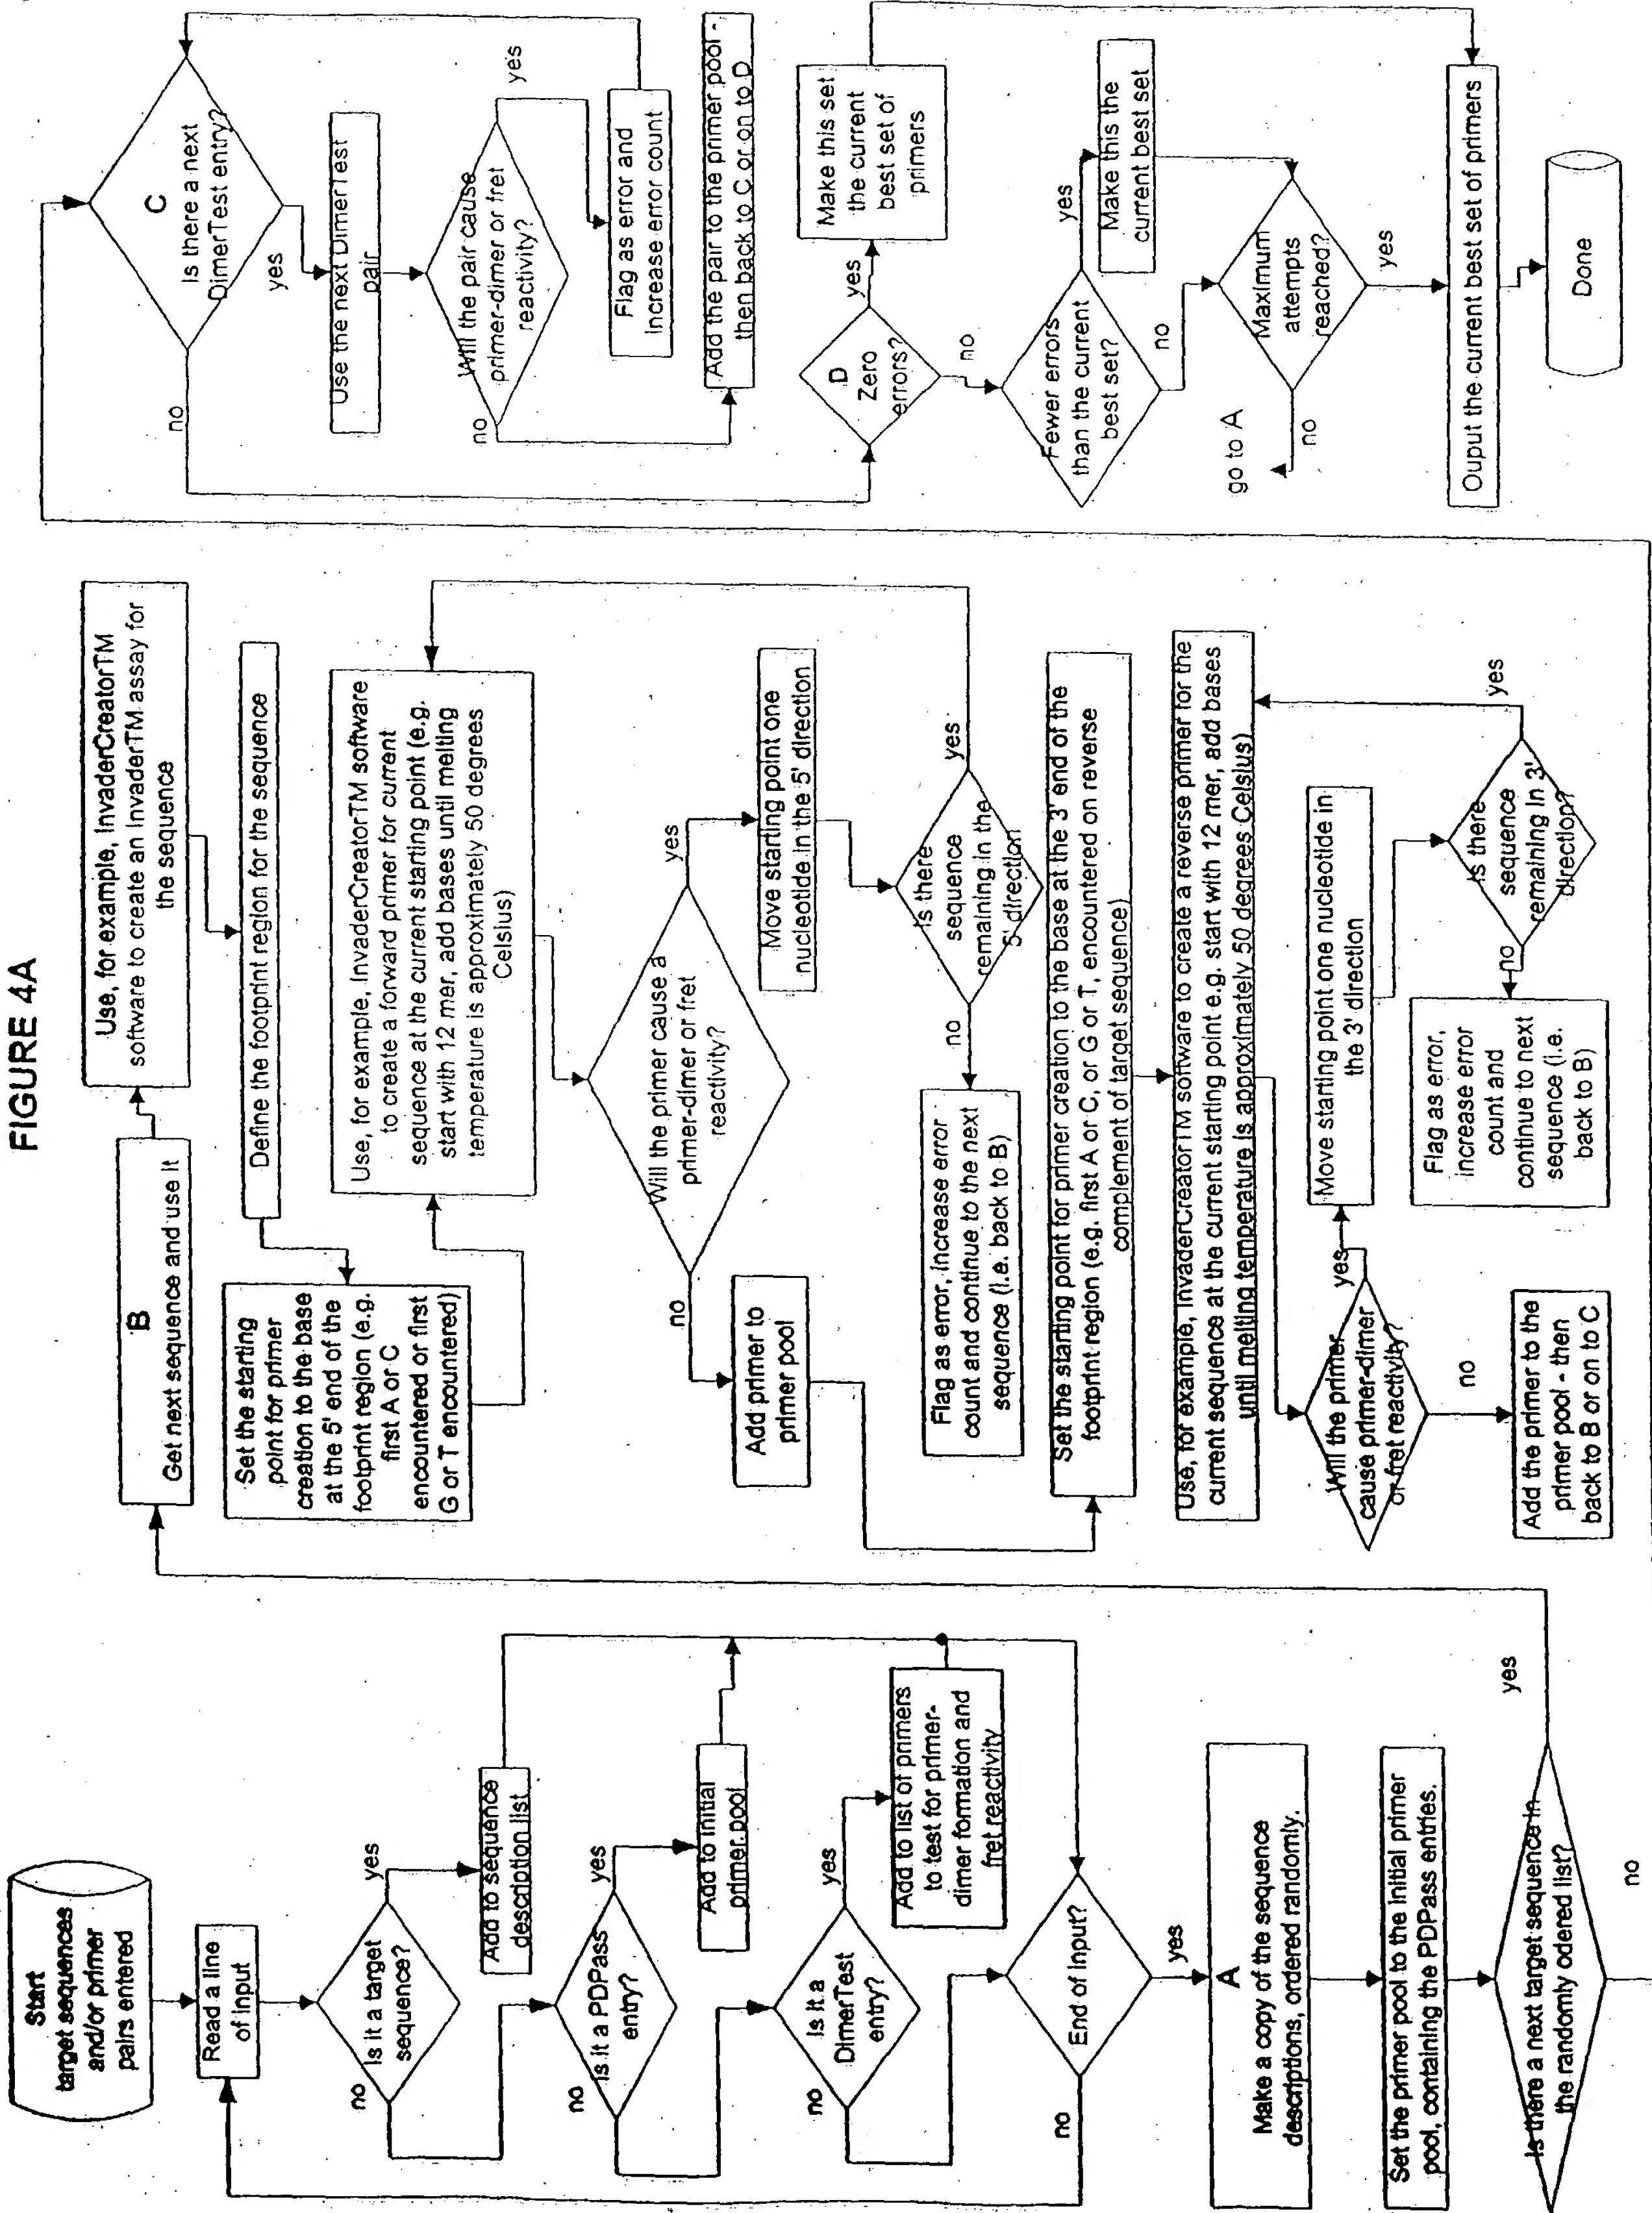 FIGURE 4A
Start
target sequences
and/or primer
pairs entered
Read a line
of input
Is it a target
sequence?
yes
no
Add to sequence
description list
Is it a PDPass
entry?
yes
no
Add to initial
primer pool
Is it a
DimerTest
entry?
yes
no
Add to list of primers
to test for primer-
dimer formation and
fret reactivity
End of Input?
no
yes
A
Make a copy of the sequence
descriptions, ordered randomly.
Set the primer pool to the initial primer
pool, containing the PDPass entries.
Is there a next target sequence in
the randomly odered list?
yes
no
B
Get next sequence and use it
Use, for example, InvaderCreatorTM
software to create an InvaderTM assay for
the sequence
Define the footprint region for the sequence
Set the starting
point for primer
creation to the base
at the 5' end of the
footprint region (e.g.
first A or C
encountered or first
G or T encountered)
Use, for example, InvaderCreatorTM software
to create a forward primer for current
sequence at the current starting point (e.g.
start with 12 mer, add bases until melting
temperature is approximately 50 degrees
Celsius)
Will the primer cause a
primer-dimer or fret
reactivity?
yes
no
Move starting point one
nucleotide in the 5' direction
Add primer to
primer pool
Is there
sequence
remaining in the
5' direction
yes
no
Flag as error, increase error
count and continue to the next
sequence (i.e. back to B)
Set the starting point for primer creation to the base at the 3' end of the
footprint region (e.g. first A or C, or G or T, encountered on reverse
complement of target sequence)
Use, for example, InvaderCreatorTM software to create a reverse primer for the
current sequence at the current starting point e.g. start with 12 mer, add bases
until melting temperature is approximately 50 degrees Celsius)
Will the primer
cause primer-dimer
or fret reactivity?
yes
no
Move starting point one nucleotide in
the 3' direction
Is there
sequence
remaining in 3'
direction?
yes
no
Flag as error,
increase error
count and
continue to next
sequence (i.e.
back to B)
Add the primer to the
primer pool - then
back to B or on to C
C
Is there a next
DimerTest entry?
no
yes
Use the next DimerTest
pair
Will the pair cause
primer-dimer or fret
reactivity?
yes
no
Flag as error and
increase error count
Add the pair to the primer pool -
then back to C or on to D
D
Zero
errors?
yes
no
Make this set
the current
best set of
primers
Fewer errors
than the current
best set?
yes
no
Make this the
current best set
Maximum
attempts
reached?
go to A
no
yes
Ouput the current best set of primers
Done